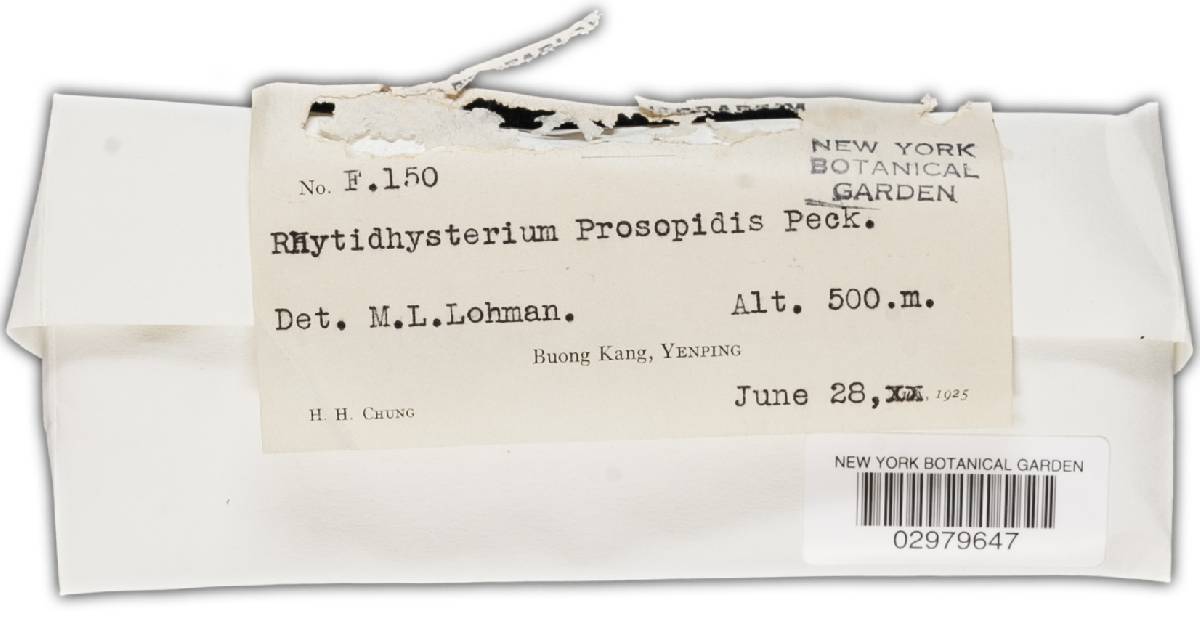 NEW YORK
BOTANICAL
GARDEN
No. F.150
Rhytidhysterium Prosopidis Peck.
Det. M.L.Lohman.
Alt. 500.m.
Buong Kang, YENPING
June 28, 1925
H. H. CHUNG
NEW YORK BOTANICAL GARDEN
02979647